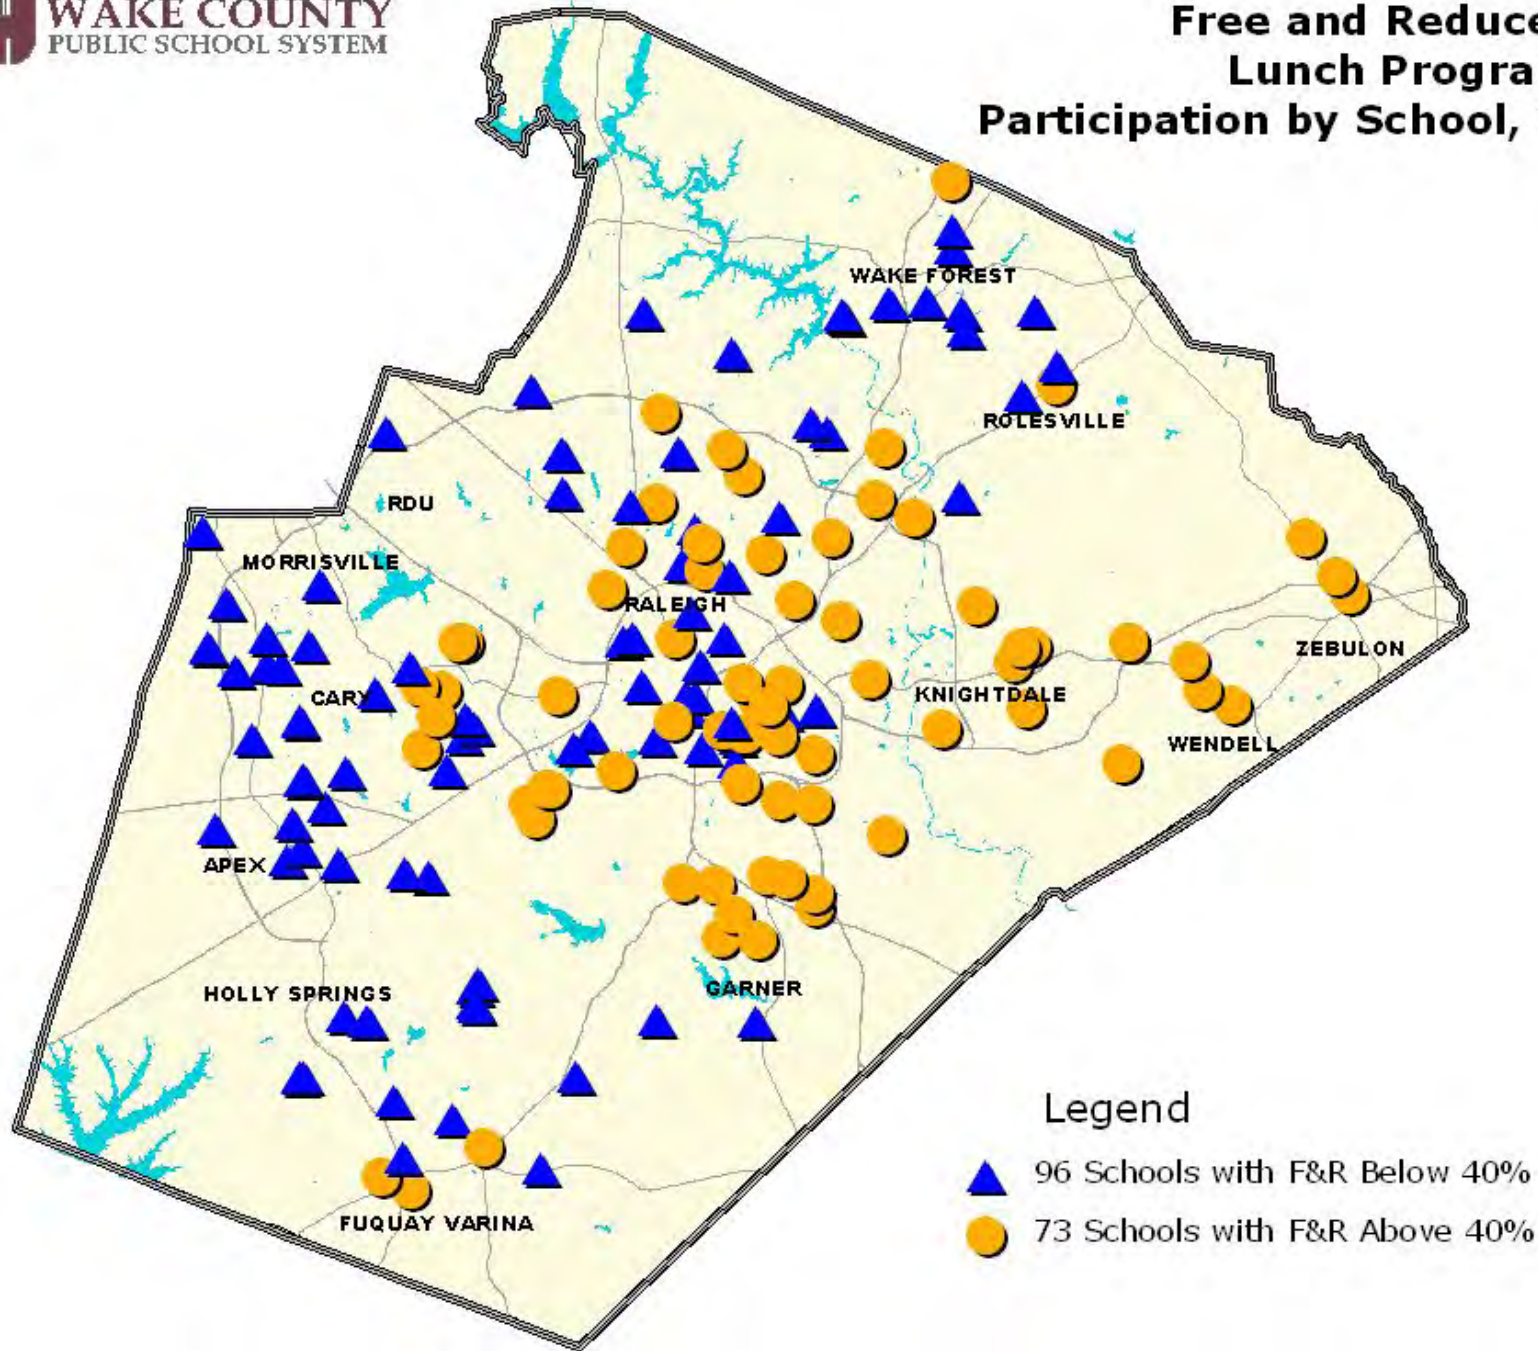 WAKE COUNTY
PUBLIC SCHOOL SYSTEM
Free and Reduce
Lunch Progra
Participation by School,
WAKE FOREST
ROLESVILLE
RDU
MORRISVILLE
RALEIGH
ZEBULON
CARY
KNIGHTDALE
WENDELL
APEX
HOLLY SPRINGS
GARNER
FUQUAY VARINA
Legend
96 Schools with F&R Below 40%
73 Schools with F&R Above 40%